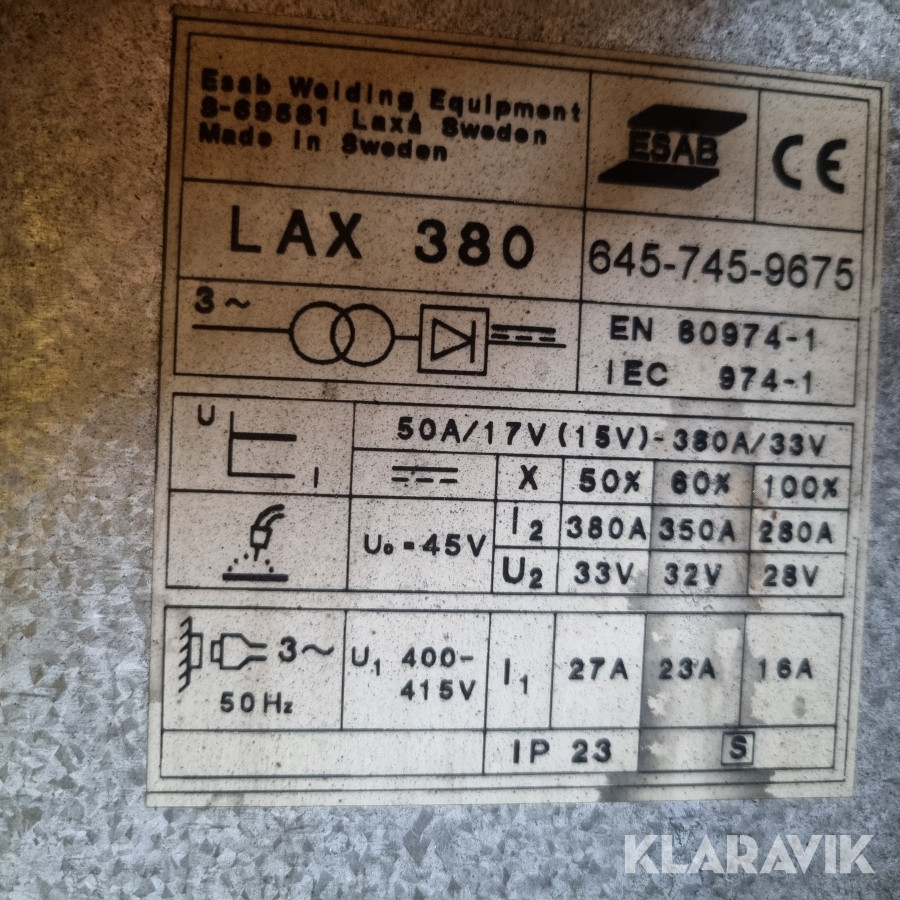 Esab Welding Equipment
S-69581 Laxå Sweden
Made in Sweden
ESAB
CE
LAX 380
645-745-9675
3~
EN 60974-1
IEC 974-1
U
I
50A/17V (15V)-380A/33V
X 50% 60% 100%
U₀=45V
I₂ 380A 350A 280A
U₂ 33V 32V 28V
3~
50Hz
U₁ 400-
415V
I₁ 27A 23A 16A
IP 23
S
KLARAVIK